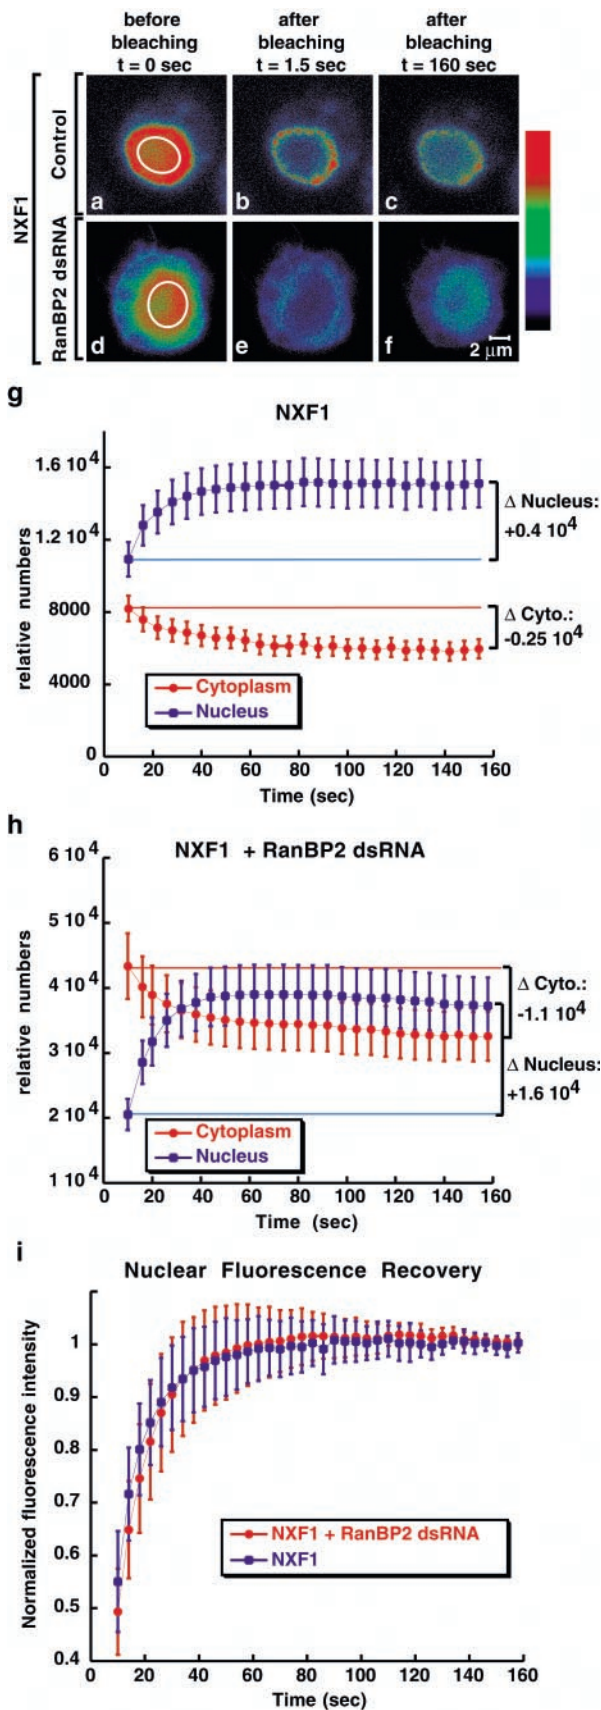 before
bleaching
t = 0 sec
after
bleaching
t = 1.5 sec
after
bleaching
t = 160 sec
NXF1
Control
RanBP2 dsRNA
a
b
c
d
e
f
2 µm
g
NXF1
relative numbers
1.6 10⁴
1.2 10⁴
8000
4000
0
Δ Nucleus:
+0.4 10⁴
Δ Cyto.:
-0.25 10⁴
Cytoplasm
Nucleus
20 40 60 80 100 120 140 160
Time (sec)
h
NXF1 + RanBP2 dsRNA
relative numbers
6 10⁴
5 10⁴
4 10⁴
3 10⁴
2 10⁴
1 10⁴
Δ Cyto.:
-1.1 10⁴
Δ Nucleus:
+1.6 10⁴
Cytoplasm
Nucleus
0 20 40 60 80 100 120 140 160
Time (sec)
i
Nuclear Fluorescence Recovery
Normalized fluorescence intensity
1
0.9
0.8
0.7
0.6
0.5
0.4
NXF1 + RanBP2 dsRNA
NXF1
0 20 40 60 80 100 120 140 160
Time (sec)